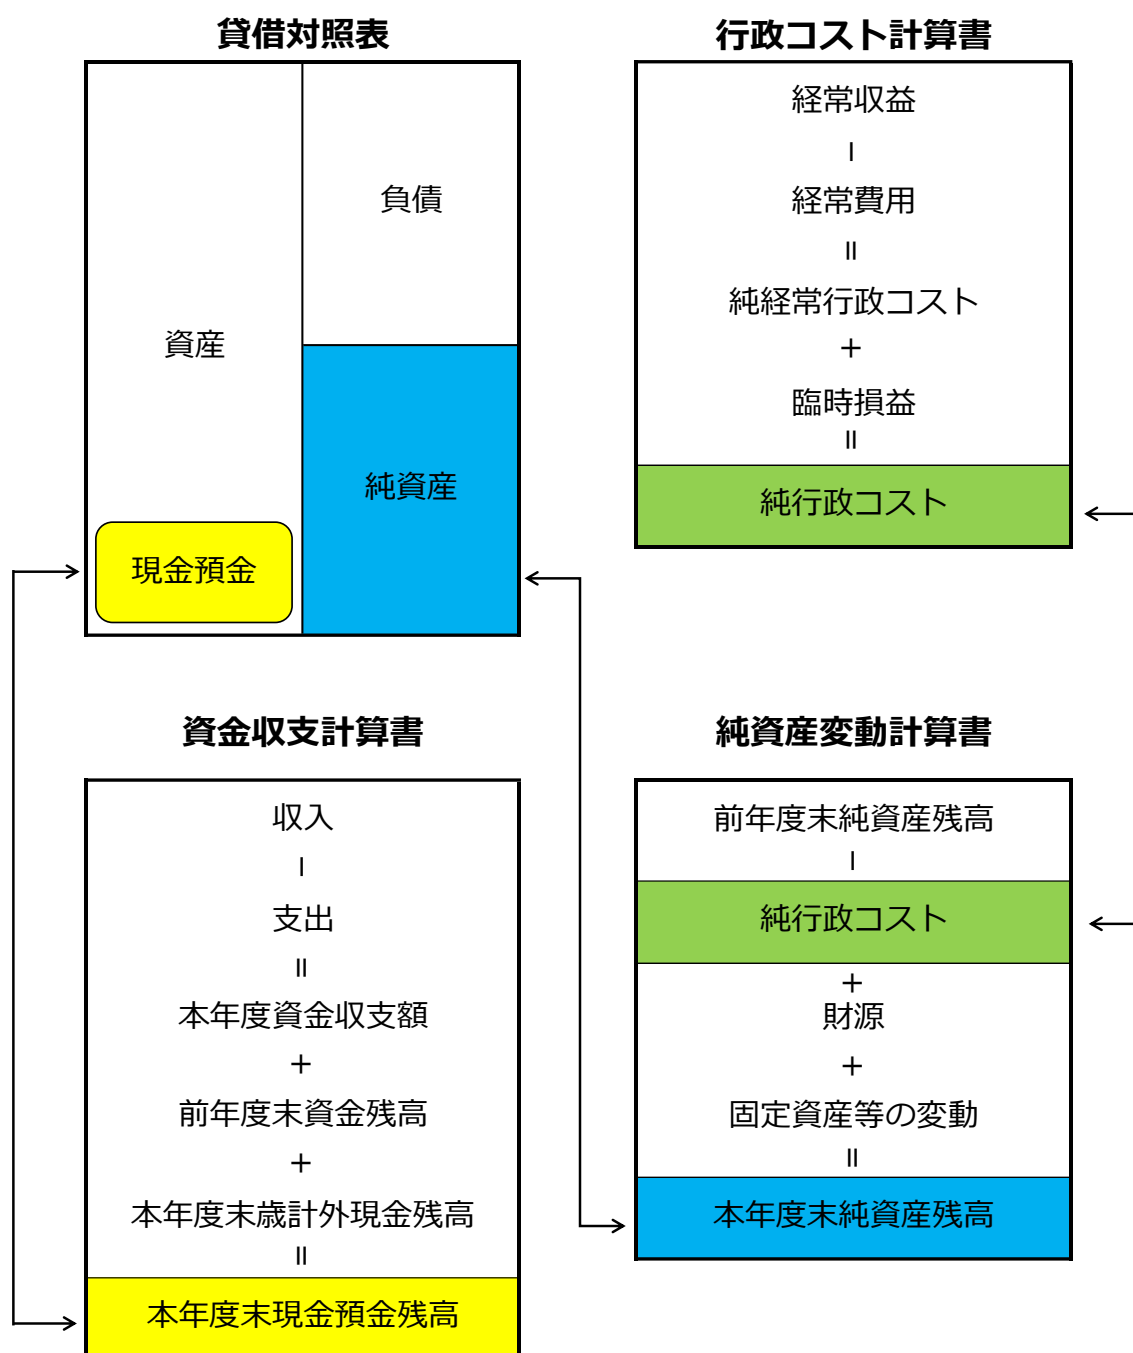 貸借対照表
資産
現金預金
負債
純資産
行政コスト計算書
経常収益
－
経常費用
＝
純経常行政コスト
＋
臨時損益
＝
純行政コスト
資金収支計算書
収入
－
支出
＝
本年度資金収支額
＋
前年度末資金残高
＋
本年度末歳計外現金残高
＝
本年度末現金預金残高
純資産変動計算書
前年度末純資産残高
－
純行政コスト
＋
財源
＋
固定資産等の変動
＝
本年度末純資産残高